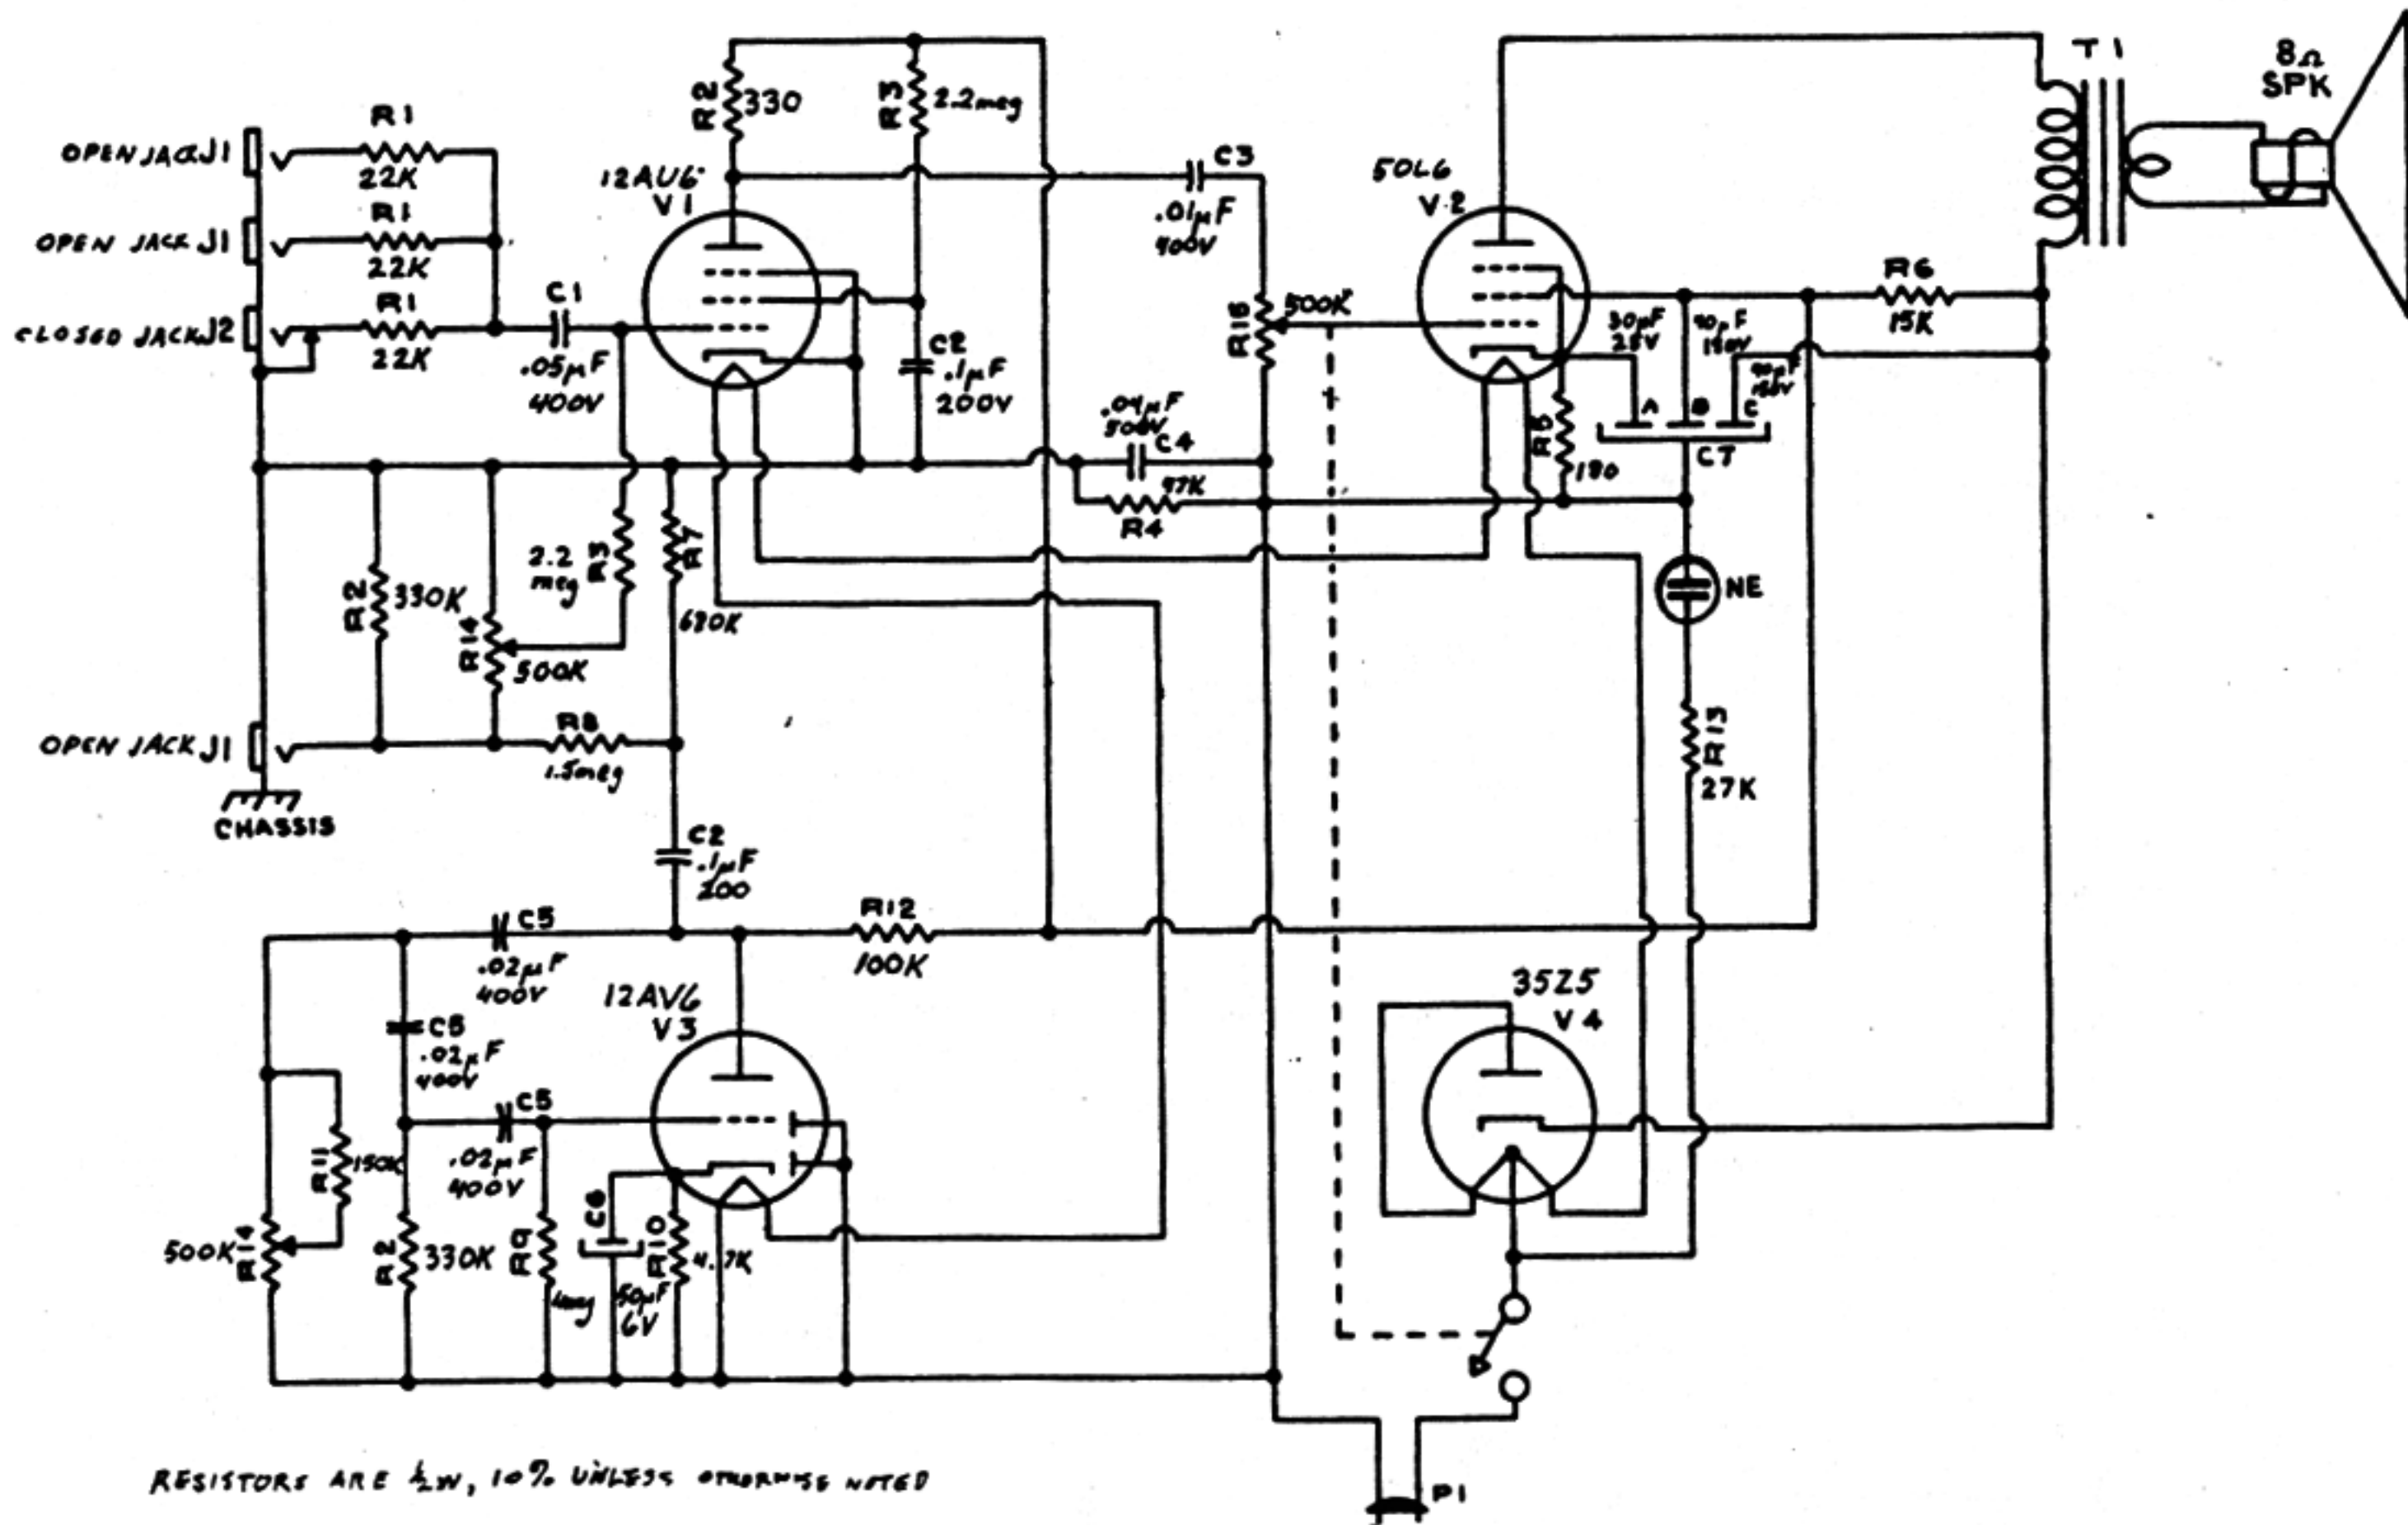 OPEN JACK J1
R1
22K
OPEN JACK J1
R1
22K
CLOSED JACK J2
R1
22K
C1
.05µF
400V
R2
330
R3
2.2meg
12AU6
V1
C2
.1µF
200V
C3
.01µF
400V
R15
500K
50L6
V2
T1
8Ω
SPK
R6
15K
30µF
25V
150V
A
B
C
C7
R5
180
500V
C4
R4
R2
330K
R14
500K
2.2
meg
R3
R7
680K
NE
R13
27K
OPEN JACK J1
R8
1.5meg
CHASSIS
C2
.1µF
200
C5
.02µF
400V
R12
100K
12AV6
V3
C5
.02µF
400V
C5
.02µF
400V
R11
150K
500K
R14
R2
330K
R9
C6
50µF
6V
R10
4.7K
35Z5
V4
P1
RESISTORS ARE ½W, 10% UNLESS OTHERWISE NOTED